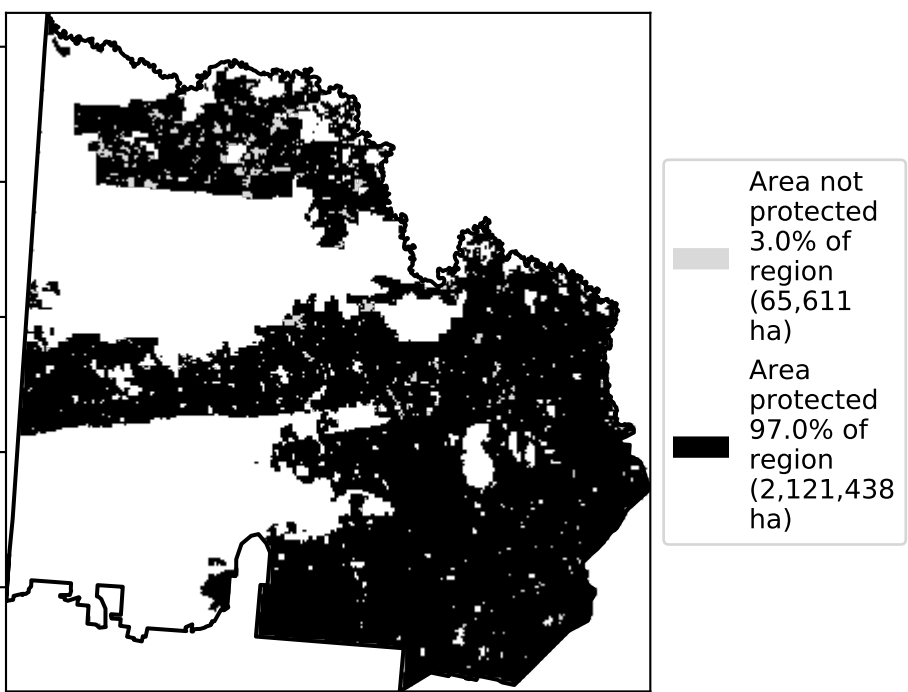 Area not
protected
3.0% of
region
(65,611
ha)
Area
protected
97.0% of
region
(2,121,438
ha)